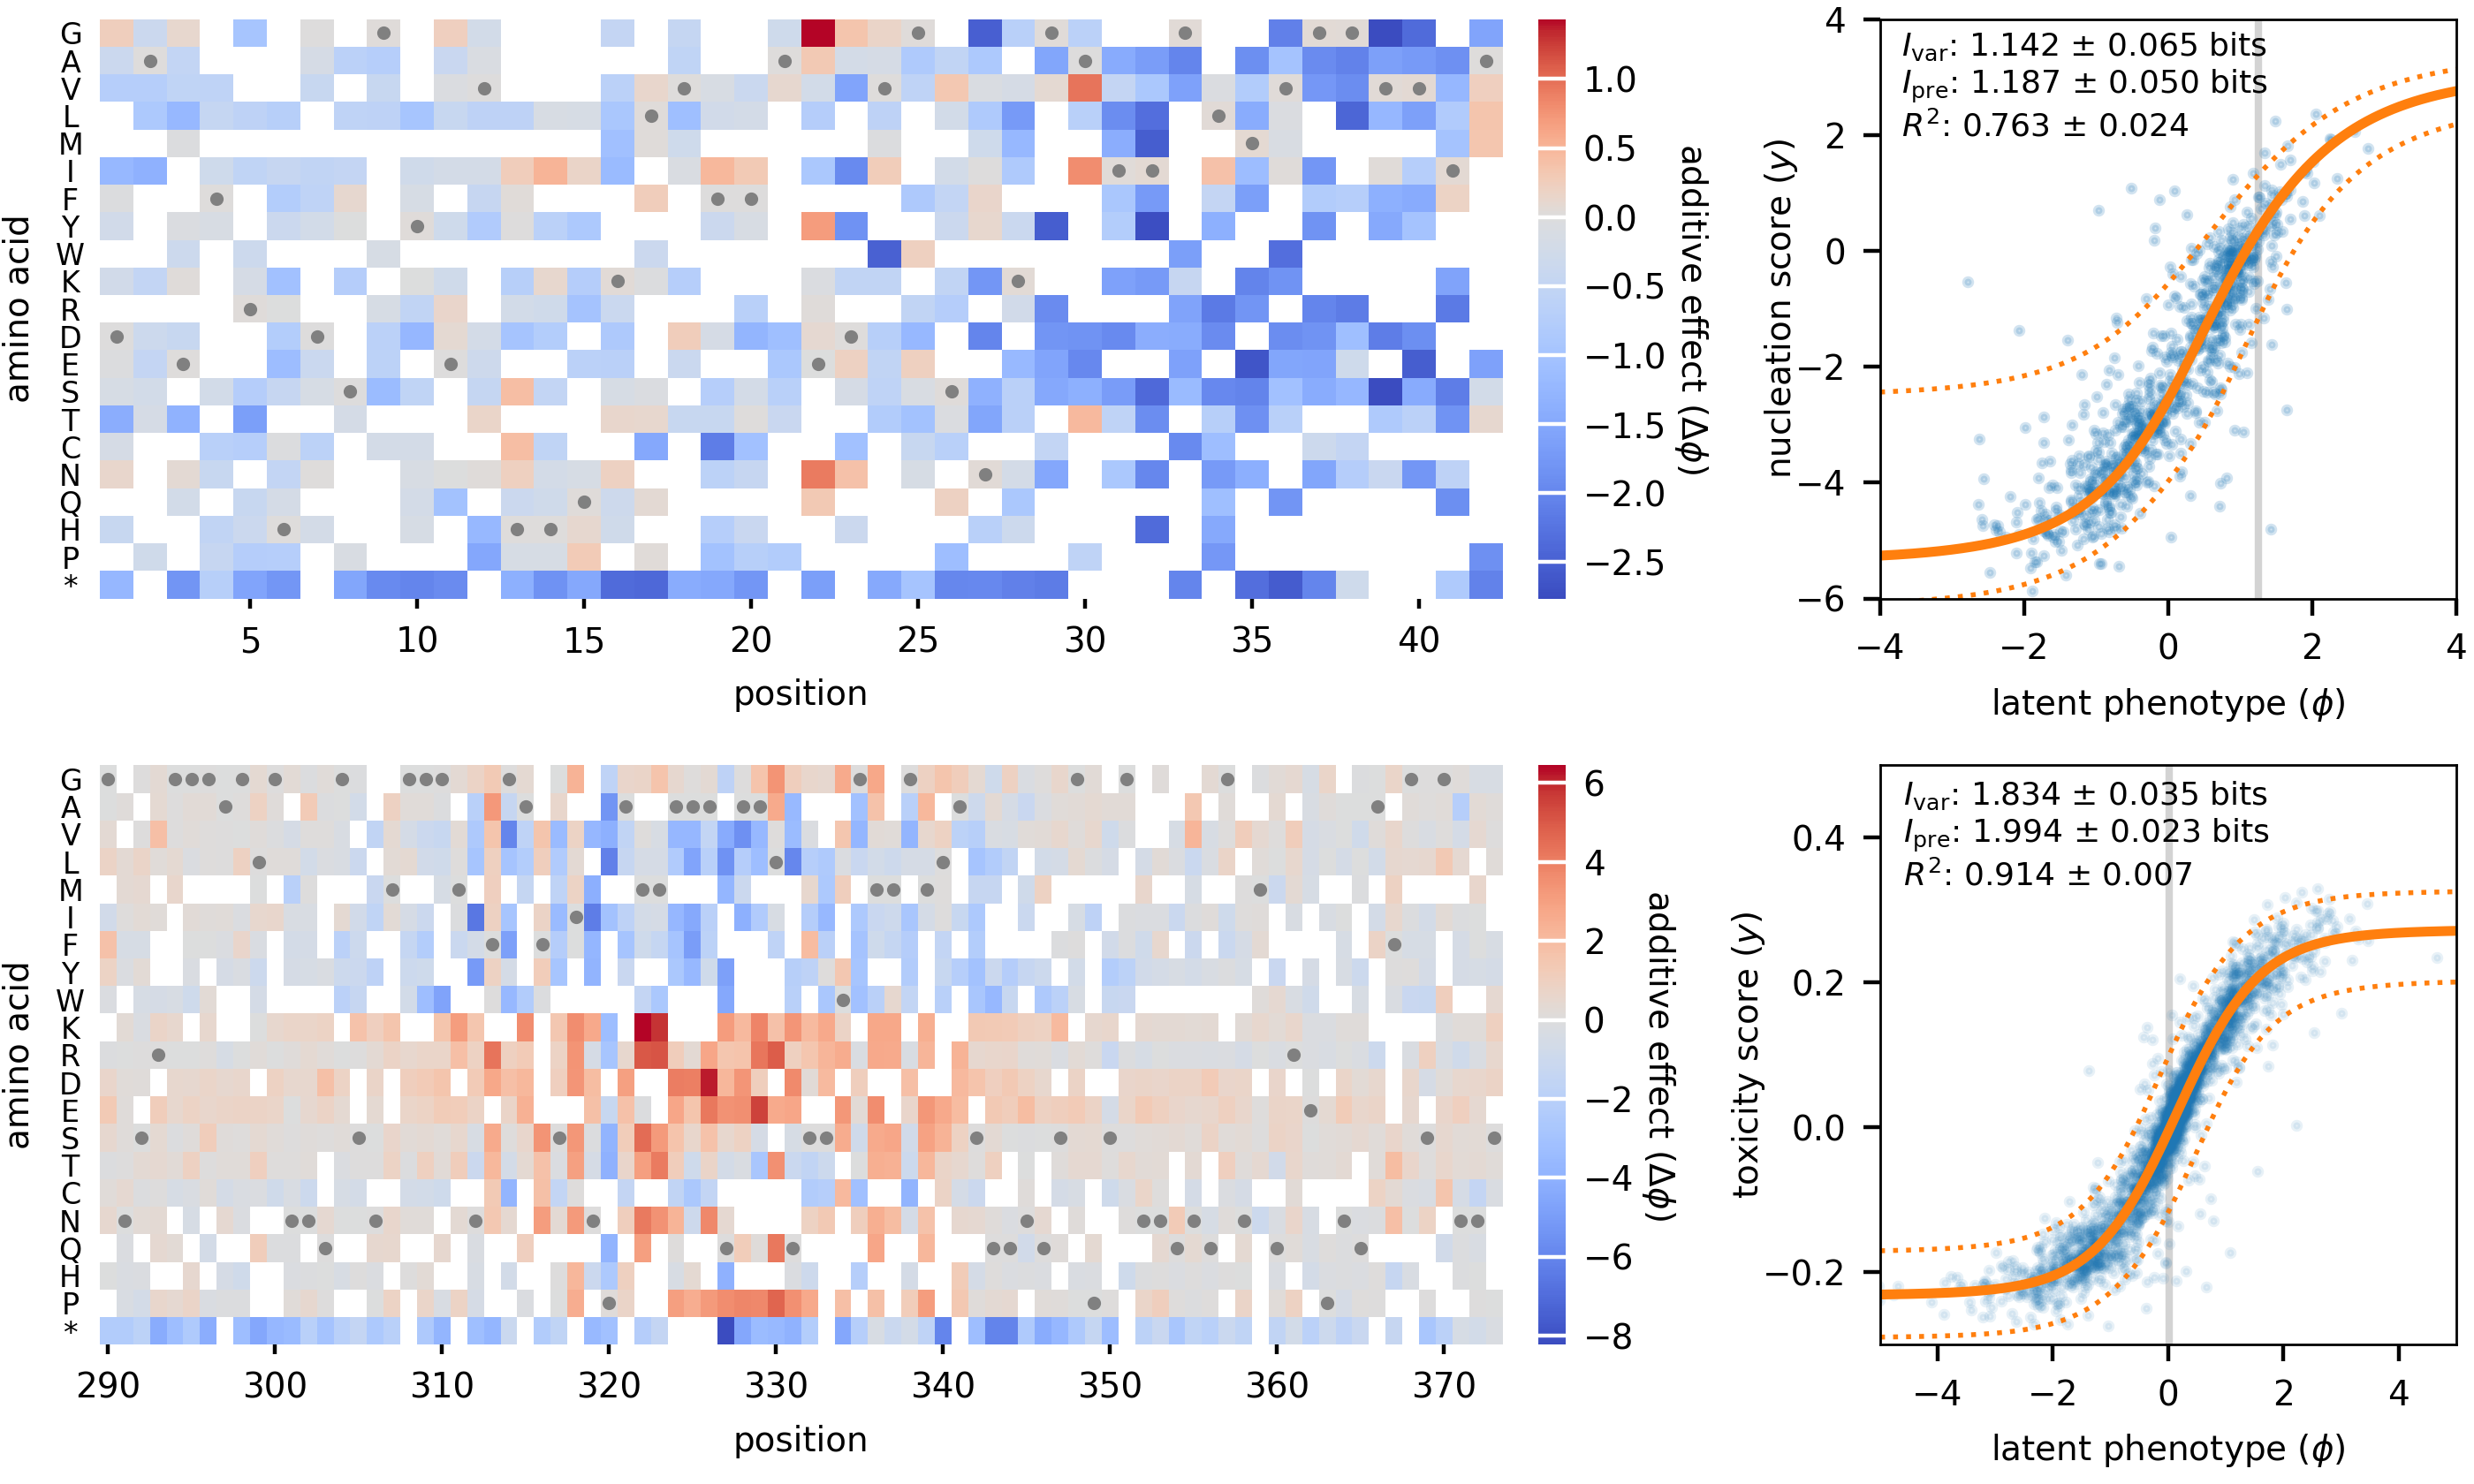 G
A
V
L
M
I
F
Y
W
K
R
D
E
S
T
C
N
Q
H
P
*
amino acid
5 10 15 20 25 30 35 40
position
1.0
0.5
0.0
−0.5
−1.0
−1.5
−2.0
−2.5
additive effect (Δϕ)
I_var: 1.142 ± 0.065 bits
I_pre: 1.187 ± 0.050 bits
R²: 0.763 ± 0.024
4
2
0
−2
−4
−6
nucleation score (y)
−4 −2 0 2 4
latent phenotype (ϕ)
G
A
V
L
M
I
F
Y
W
K
R
D
E
S
T
C
N
Q
H
P
*
amino acid
290 300 310 320 330 340 350 360 370
position
6
4
2
0
−2
−4
−6
−8
additive effect (Δϕ)
I_var: 1.834 ± 0.035 bits
I_pre: 1.994 ± 0.023 bits
R²: 0.914 ± 0.007
0.4
0.2
0.0
−0.2
toxicity score (y)
−4 −2 0 2 4
latent phenotype (ϕ)